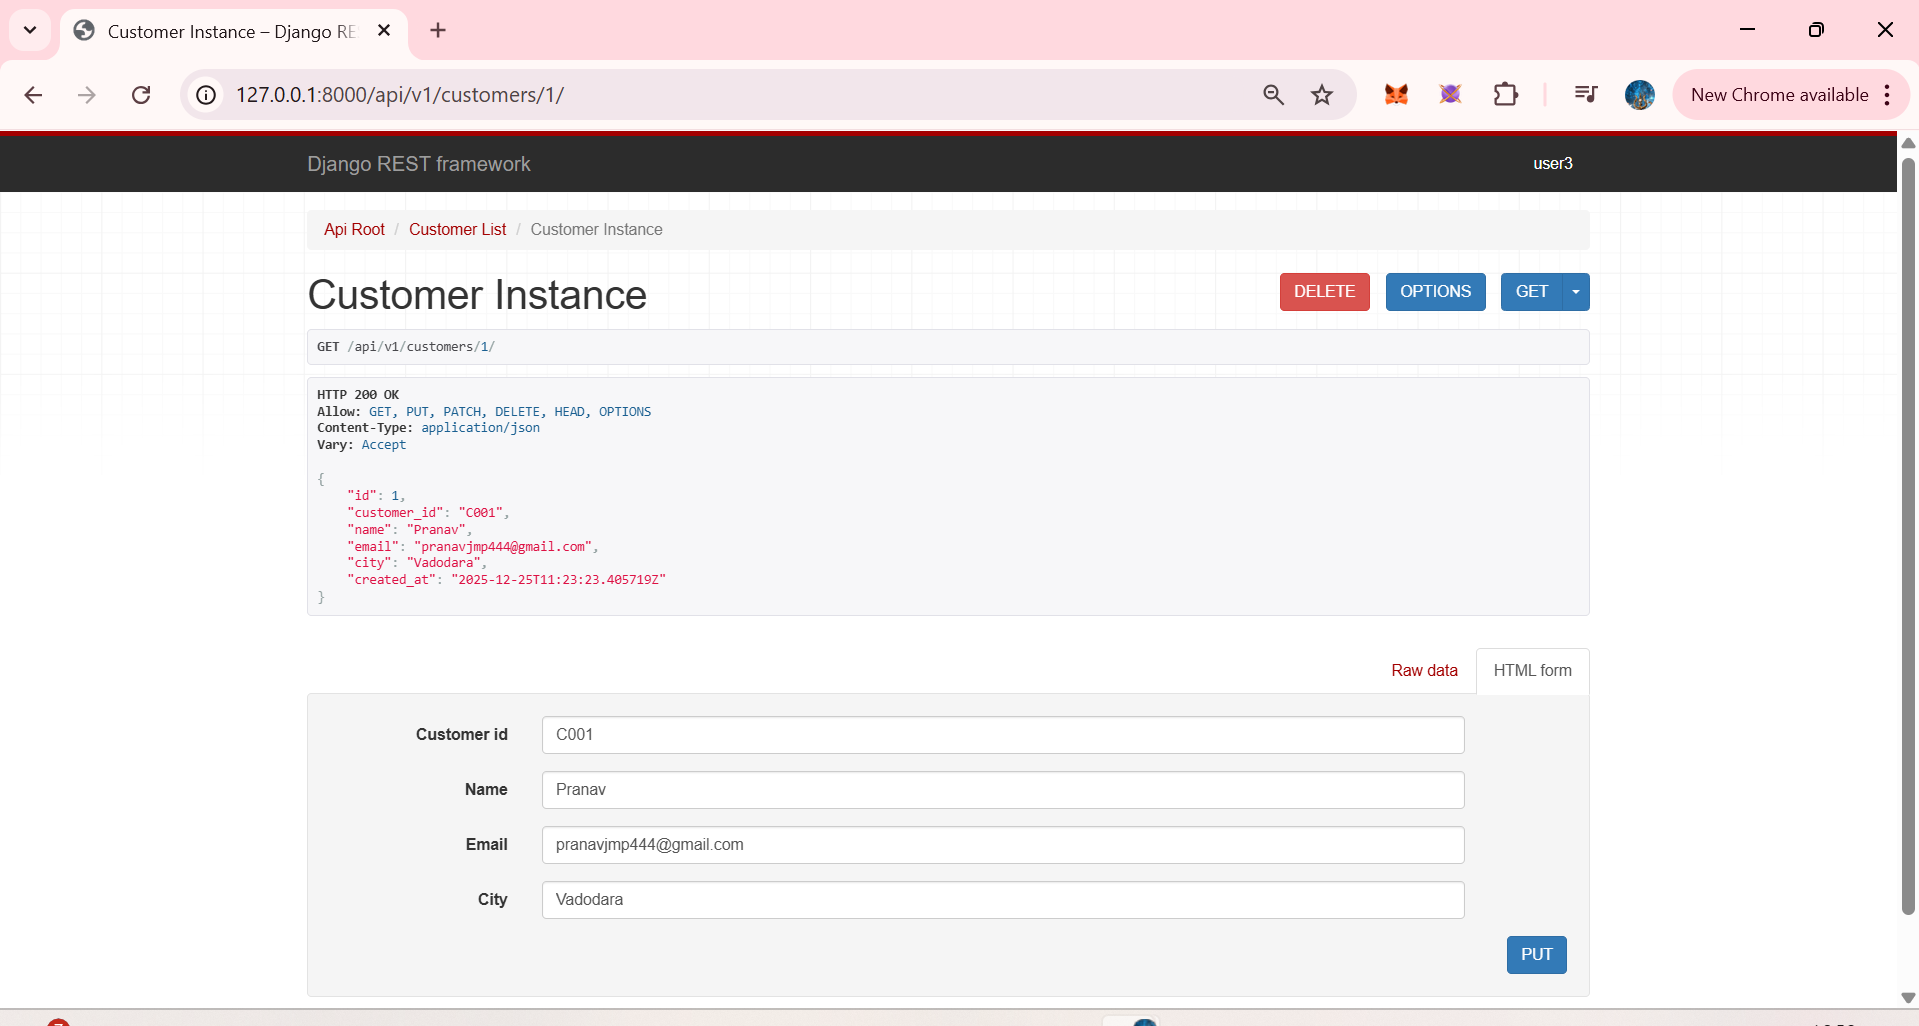 Customer Instance – Django RE
127.0.0.1:8000/api/v1/customers/1/
New Chrome available
Django REST framework
user3
Api Root / Customer List / Customer Instance
Customer Instance
DELETE
OPTIONS
GET
GET /api/v1/customers/1/
HTTP 200 OK
Allow: GET, PUT, PATCH, DELETE, HEAD, OPTIONS
Content-Type: application/json
Vary: Accept
{
    "id": 1,
    "customer_id": "C001",
    "name": "Pranav",
    "email": "pranavjmp444@gmail.com",
    "city": "Vadodara",
    "created_at": "2025-12-25T11:23:23.405719Z"
}
Raw data
HTML form
Customer id
C001
Name
Pranav
Email
pranavjmp444@gmail.com
City
Vadodara
PUT